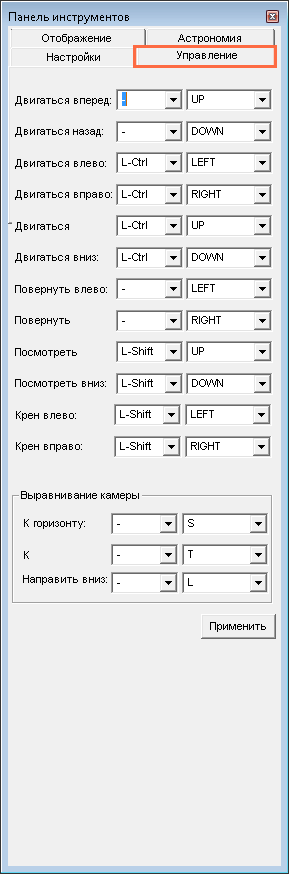 Панель инструментов
Отображение Астрономия
Настройки Управление
Двигаться вперед: - UP
Двигаться назад: - DOWN
Двигаться влево: L-Ctrl LEFT
Двигаться вправо: L-Ctrl RIGHT
Двигаться L-Ctrl UP
Двигаться вниз: L-Ctrl DOWN
Повернуть влево: - LEFT
Повернуть - RIGHT
Посмотреть L-Shift UP
Посмотреть вниз: L-Shift DOWN
Крен влево: L-Shift LEFT
Крен вправо: L-Shift RIGHT
Выравнивание камеры
К горизонту: - S
К - T
Направить вниз: - L
Применить